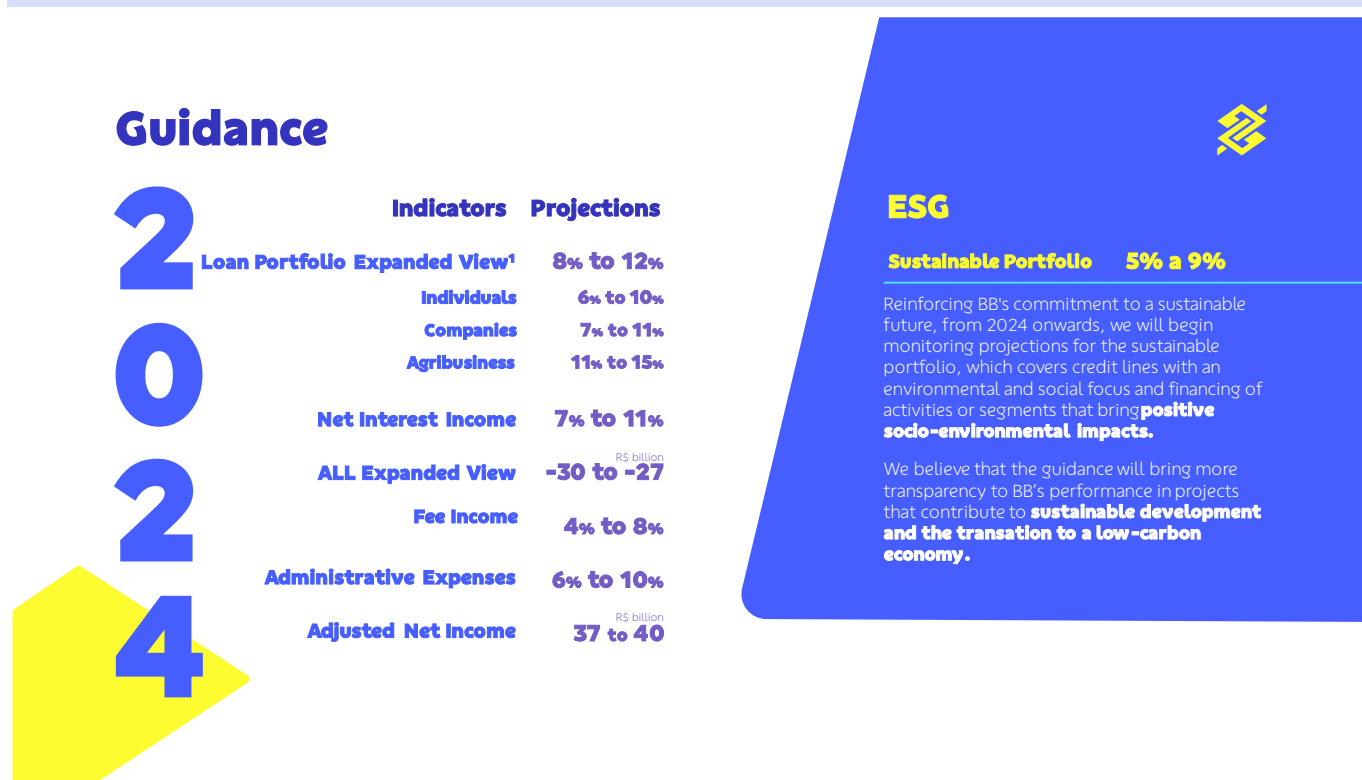 Guidance
2
0
2
4
Indicators Projections
Loan Portfolio Expanded View¹ 8% to 12%
Individuals 6% to 10%
Companies 7% to 11%
Agribusiness 11% to 15%
Net Interest Income 7% to 11%
R$ billion
ALL Expanded View -30 to -27
Fee Income 4% to 8%
Administrative Expenses 6% to 10%
R$ billion
Adjusted Net Income 37 to 40
ESG
Sustainable Portfolio 5% a 9%
Reinforcing BB's commitment to a sustainable
future, from 2024 onwards, we will begin
monitoring projections for the sustainable
portfolio, which covers credit lines with an
environmental and social focus and financing of
activities or segments that bring positive
socio-environmental impacts.
We believe that the guidance will bring more
transparency to BB’s performance in projects
that contribute to sustainable development
and the transation to a low-carbon
economy.